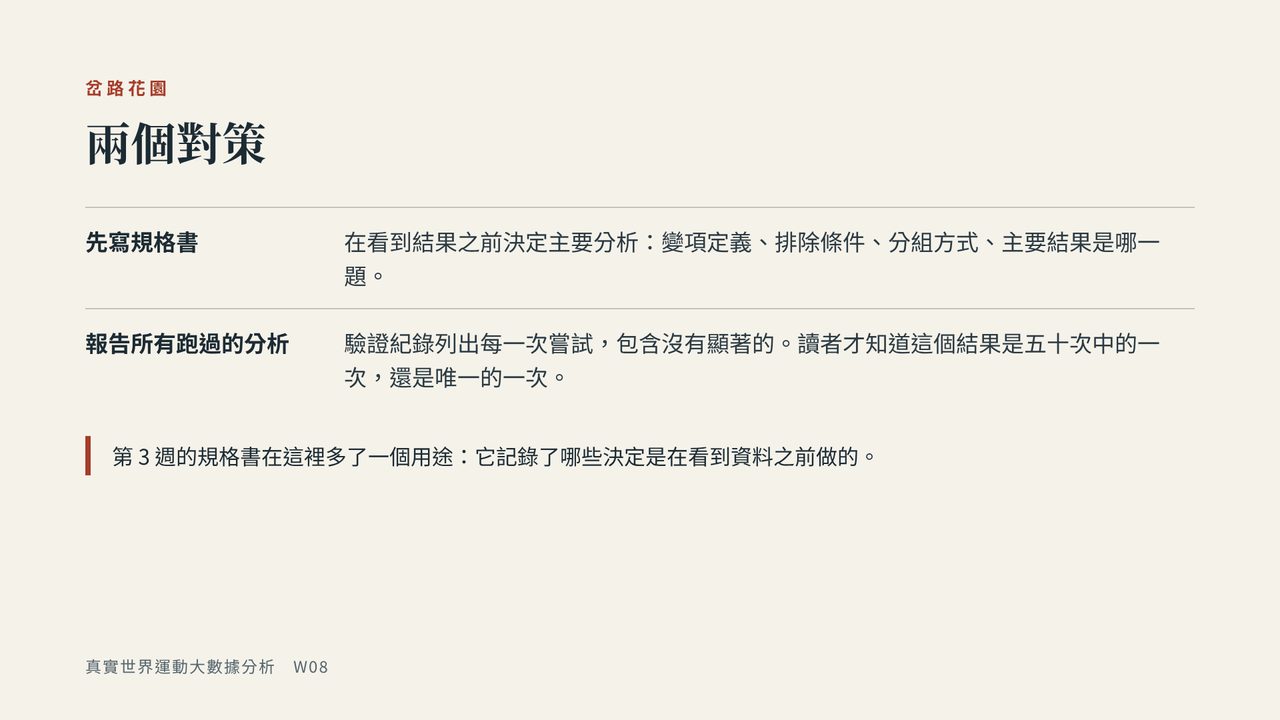 岔路花園
兩個對策
先寫規格書
在看到結果之前決定主要分析：變項定義、排除條件、分組方式、主要結果是哪一
題。
報告所有跑過的分析
驗證紀錄列出每一次嘗試，包含沒有顯著的。讀者才知道這個結果是五十次中的一
次，還是唯一的一次。
第 3 週的規格書在這裡多了一個用途：它記錄了哪些決定是在看到資料之前做的。
真實世界運動大數據分析 W08